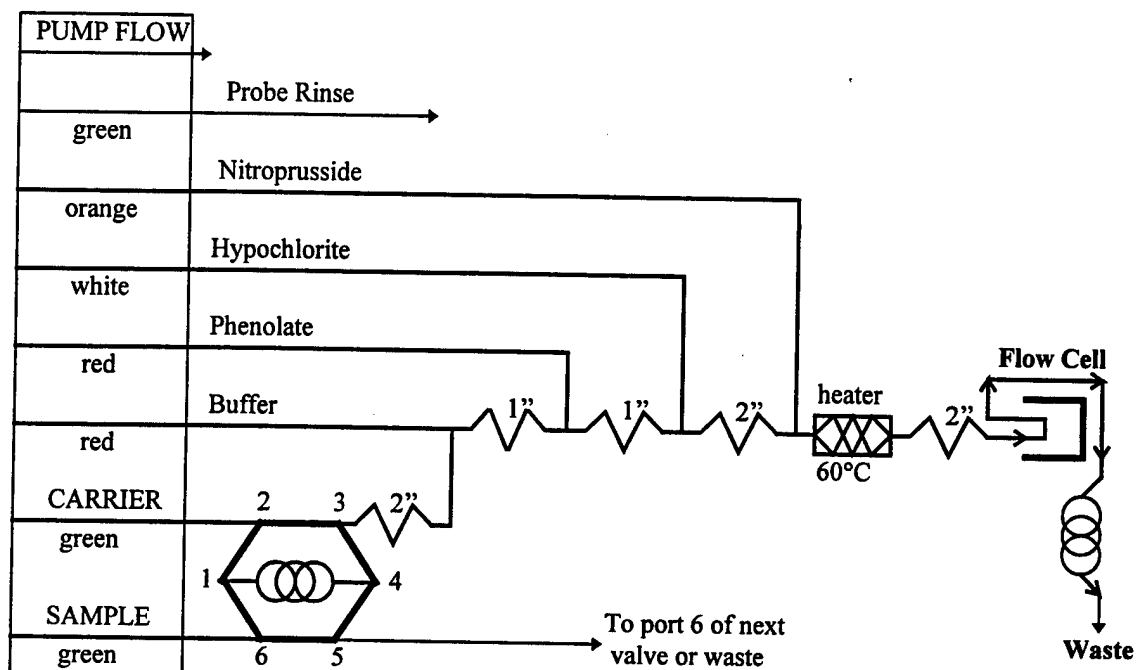 PUMP FLOW
Probe Rinse
green
Nitroprusside
orange
Hypochlorite
white
Phenolate
red
Flow Cell
Buffer
1”
1”
2”
heater
2”
red
60°C
CARRIER
2
3
2”
green
1
4
SAMPLE
To port 6 of next
green
6
5
valve or waste
Waste